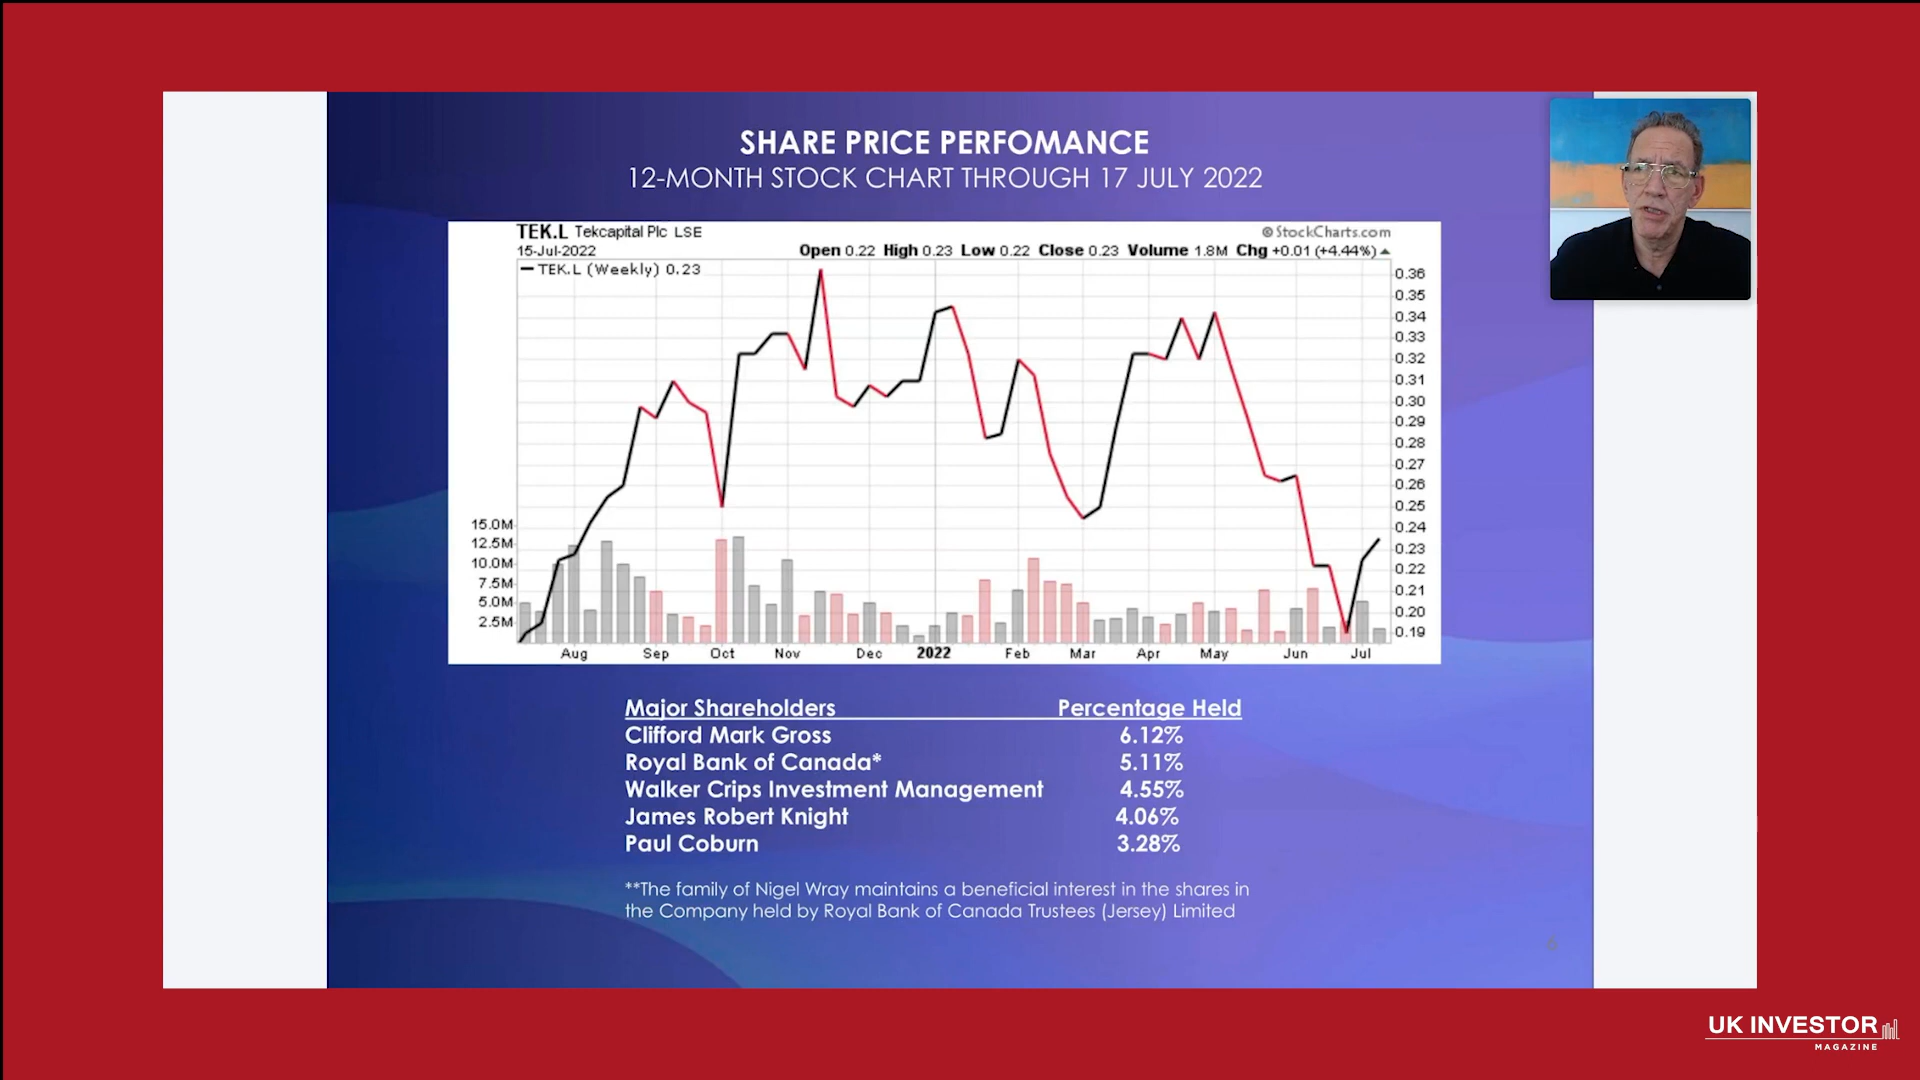 SHARE PRICE PERFOMANCE
12-MONTH STOCK CHART THROUGH 17 JULY 2022
TEK.L Tekcapital Plc LSE
© StockCharts.com
15-Jul-2022
Open 0.22 High 0.23 Low 0.22 Close 0.23 Volume 1.8M Chg +0.01 (+4.44%)
TEK.L (Weekly) 0.23
0.36
0.35
0.34
0.33
0.32
0.31
0.30
0.29
0.28
0.27
0.26
0.25
0.24
0.23
0.22
0.21
0.20
0.19
15.0M
12.5M
10.0M
7.5M
5.0M
2.5M
Aug Sep Oct Nov Dec 2022 Feb Mar Apr May Jun Jul
Major Shareholders Percentage Held
Clifford Mark Gross 6.12%
Royal Bank of Canada* 5.11%
Walker Crips Investment Management 4.55%
James Robert Knight 4.06%
Paul Coburn 3.28%
**The family of Nigel Wray maintains a beneficial interest in the shares in
the Company held by Royal Bank of Canada Trustees (Jersey) Limited
UK INVESTOR
MAGAZINE